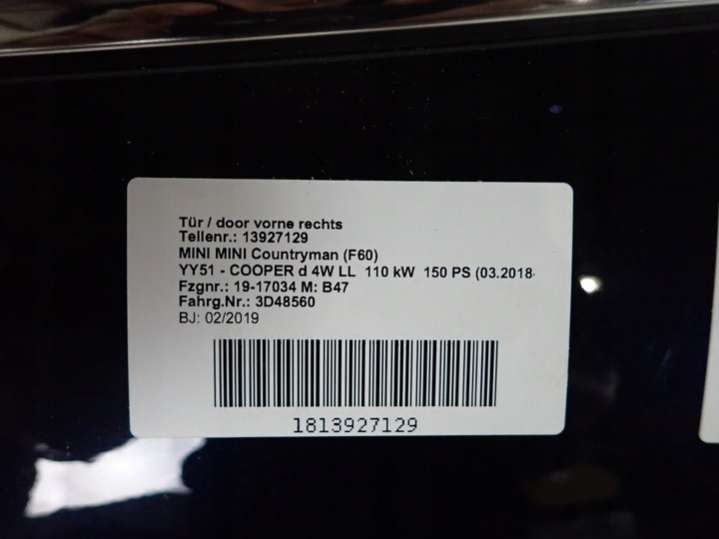 Tür / door vorne rechts
Teilenr.: 13927129
MINI MINI Countryman (F60)
YY51 - COOPER d 4W LL 110 kW 150 PS (03.2018-
Fzgnr.: 19-17034 M: B47
Fahrg.Nr.: 3D48560
BJ: 02/2019
1813927129